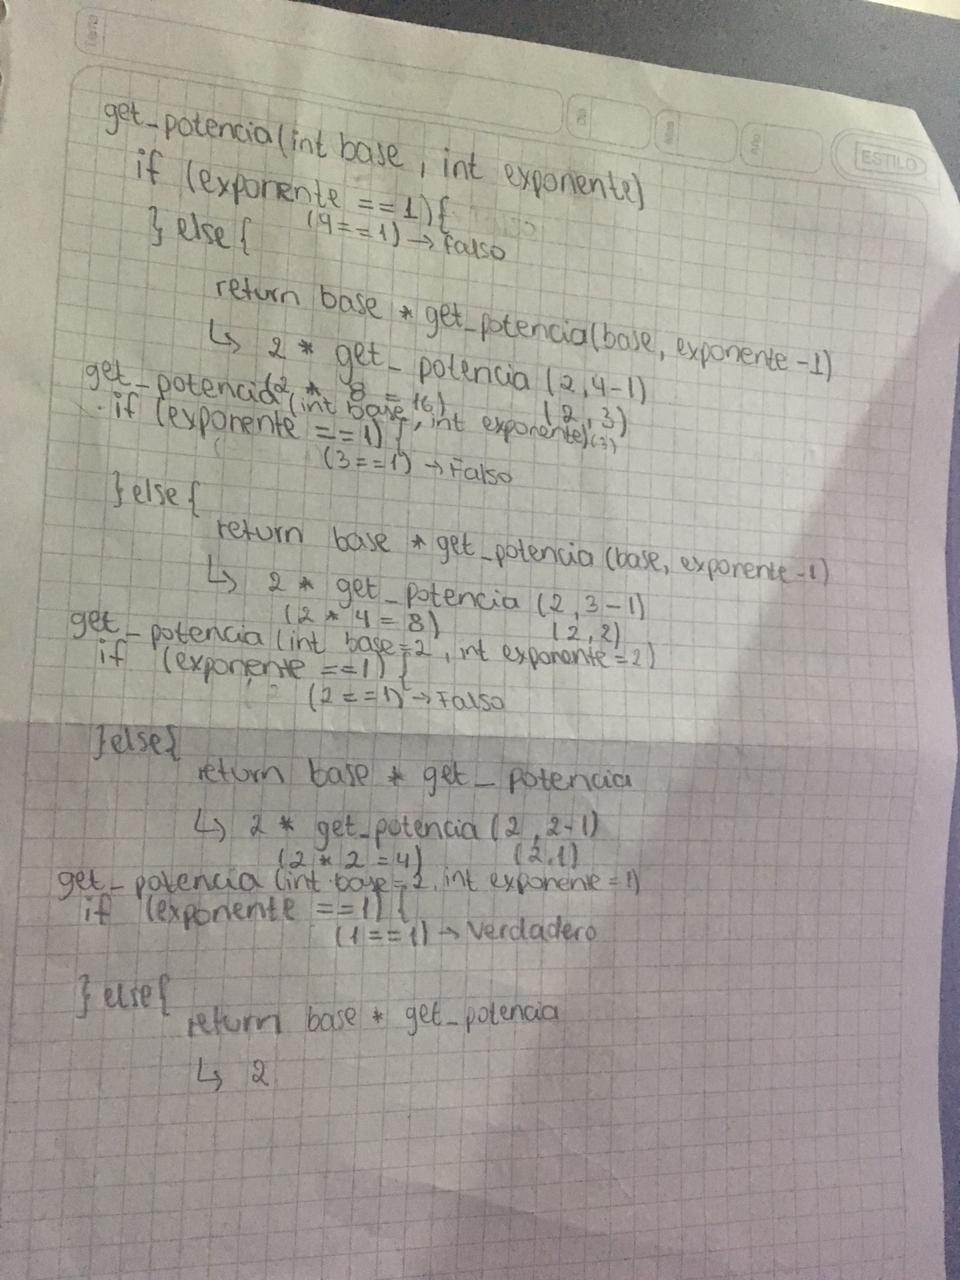 ESTILO
get_potencia(int base, int exponente)
if (exponente ==1){
(4==1) → Falso
} else {
return base * get_potencia(base, exponente -1)
↳ 2 * get_potencia (2,4-1)
(2 * 8 = 16) (2,3)
get_potencia (int base, int exponente)(3)
if (exponente ==1){
(3==1) → Falso
} else {
return base * get_potencia (base, exponente-1)
↳ 2 * get_potencia (2,3-1)
(2 * 4 = 8) (2,2)
get_potencia (int base=2, int exponente=2)
if (exponente ==1){
(2==1) → Falso
}else{
return base * get_potencia
↳ 2 * get_potencia (2,2-1)
(2 * 2 = 4) (2,1)
get_potencia (int base=2, int exponente=1)
if (exponente ==1){
(1==1) → Verdadero
} else{
return base * get_potencia
↳ 2